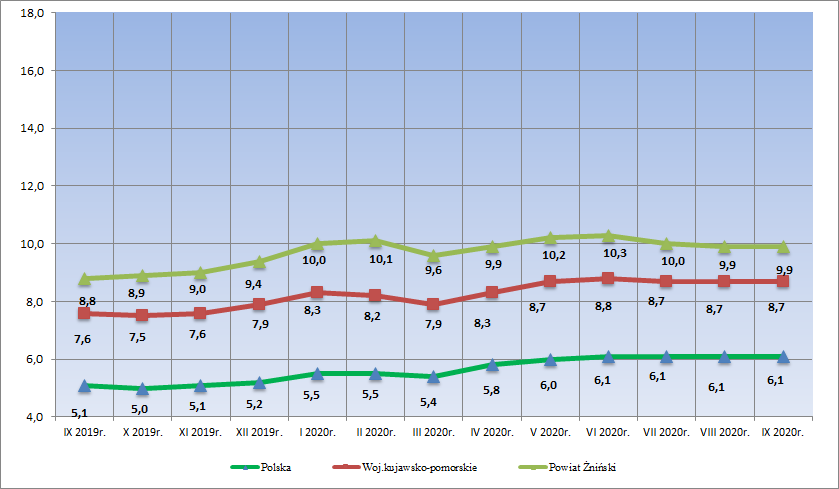 18,0
16,0
14,0
12,0
10,0
8,0
6,0
4,0
8,8 8,9 9,0 9,4 10,0 10,1 9,6 9,9 10,2 10,3 10,0 9,9 9,9
7,6 7,5 7,6 7,9 8,3 8,2 7,9 8,3 8,7 8,8 8,7 8,7 8,7
5,1 5,0 5,1 5,2 5,5 5,5 5,4 5,8 6,0 6,1 6,1 6,1 6,1
IX 2019r. X 2019r. XI 2019r. XII 2019r. I 2020r. II 2020r. III 2020r. IV 2020r. V 2020r. VI 2020r. VII 2020r. VIII 2020r. IX 2020r.
Polska Woj.kujawsko-pomorskie Powiat Żniński